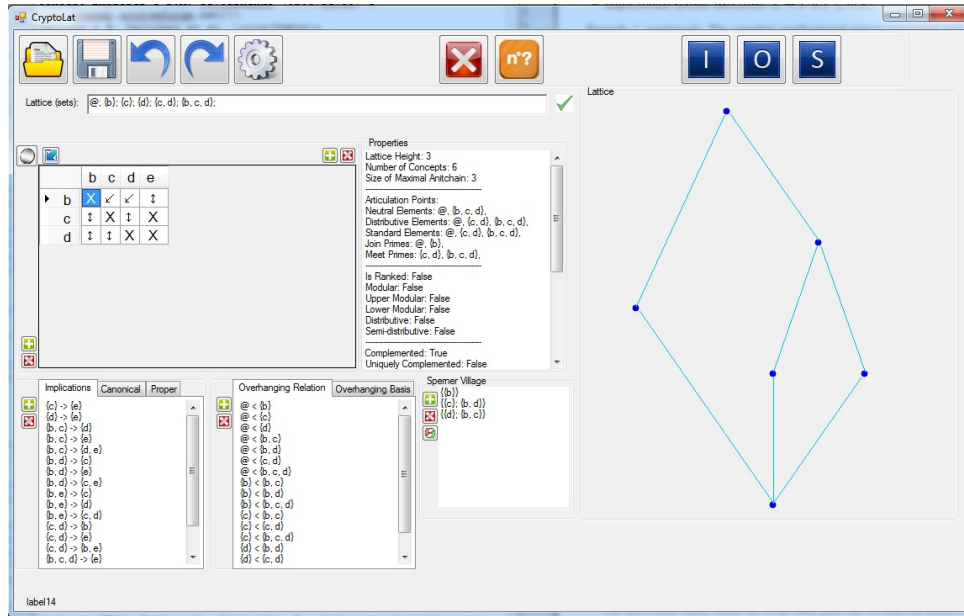 CryptoLat
n°?
I O S
Lattice (sets): @; {b}; {c}; {d}; {c, d}; {b, c, d};
Lattice
b c d e
b X ↙ ↙ ↕
c ↕ X ↕ X
d ↕ ↕ X X
Properties
Lattice Height: 3
Number of Concepts: 6
Size of Maximal Anitchain: 3
Articulation Points:
Neutral Elements: @, {b, c, d},
Distributive Elements: @, {c, d}, {b, c, d},
Standard Elements: @, {c, d}, {b, c, d},
Join Primes: @, {b},
Meet Primes: {c, d}, {b, c, d},
Is Ranked: False
Modular: False
Upper Modular: False
Lower Modular: False
Distributive: False
Semi-distributive: False
Complemented: True
Uniquely Complemented: False
Implications Canonical Proper
{c} -> {e}
{d} -> {e}
{b, c} -> {d}
{b, c} -> {e}
{b, c} -> {d, e}
{b, d} -> {c}
{b, d} -> {e}
{b, d} -> {c, e}
{b, e} -> {c}
{b, e} -> {d}
{b, e} -> {c, d}
{c, d} -> {b}
{c, d} -> {e}
{c, d} -> {b, e}
{b, c, d} -> {e}
Overhanging Relation Overhanging Basis
@ < {b}
@ < {c}
@ < {d}
@ < {b, c}
@ < {b, d}
@ < {c, d}
@ < {b, c, d}
{b} < {b, c}
{b} < {b, d}
{b} < {b, c, d}
{c} < {b, c}
{c} < {c, d}
{c} < {b, c, d}
{d} < {b, d}
{d} < {c, d}
Sperner Village
{{b}}
{{c}; {b, d}}
{{d}; {b, c}}
label14